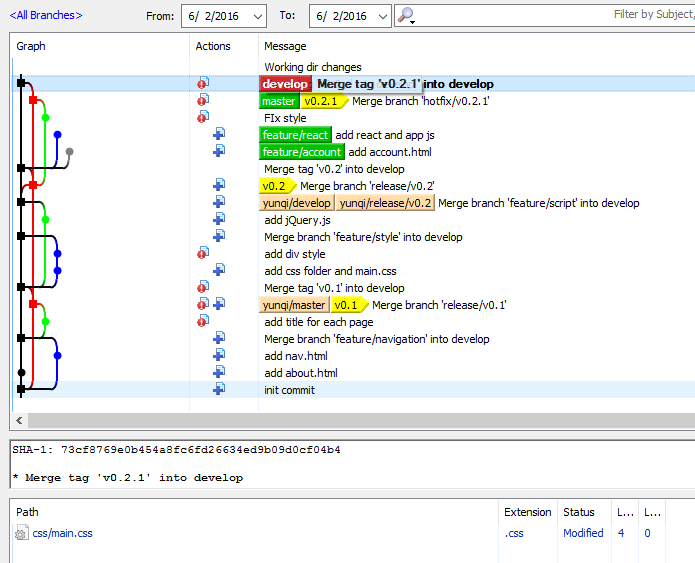 <All Branches> From: 6/ 2/2016 To: 6/ 2/2016 Filter by Subject,
Graph Actions Message
Working dir changes
develop Merge tag 'v0.2.1' into develop
master v0.2.1 Merge branch 'hotfix/v0.2.1'
FIx style
feature/react add react and app js
feature/account add account.html
Merge tag 'v0.2' into develop
v0.2 Merge branch 'release/v0.2'
yunqi/develop yunqi/release/v0.2 Merge branch 'feature/script' into develop
add jQuery.js
Merge branch 'feature/style' into develop
add div style
add css folder and main.css
Merge tag 'v0.1' into develop
yunqi/master v0.1 Merge branch 'release/v0.1'
add title for each page
Merge branch 'feature/navigation' into develop
add nav.html
add about.html
init commit
SHA-1: 73cf8769e0b454a8fc6fd26634ed9b09d0cf04b4
* Merge tag 'v0.2.1' into develop
Path Extension Status L... L...
css/main.css .css Modified 4 0